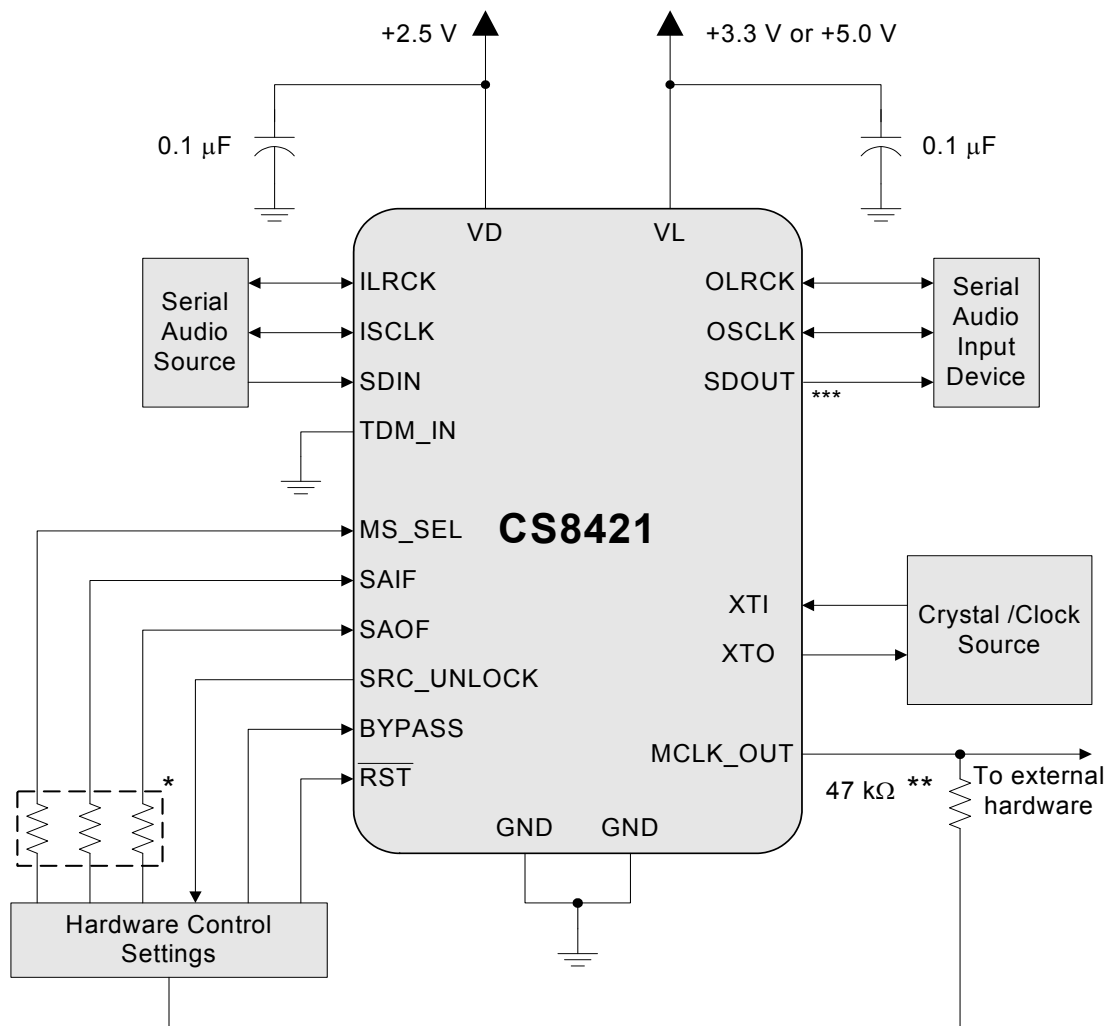 +2.5 V
+3.3 V or +5.0 V
0.1 μF
0.1 μF
VD
VL
Serial
Audio
Source
ILRCK
ISCLK
SDIN
TDM_IN
OLRCK
OSCLK
SDOUT
***
Serial
Audio
Input
Device
CS8421
MS_SEL
SAIF
SAOF
SRC_UNLOCK
BYPASS
RST
XTI
XTO
Crystal /Clock
Source
MCLK_OUT
47 kΩ **
To external
hardware
*
GND
GND
Hardware Control
Settings